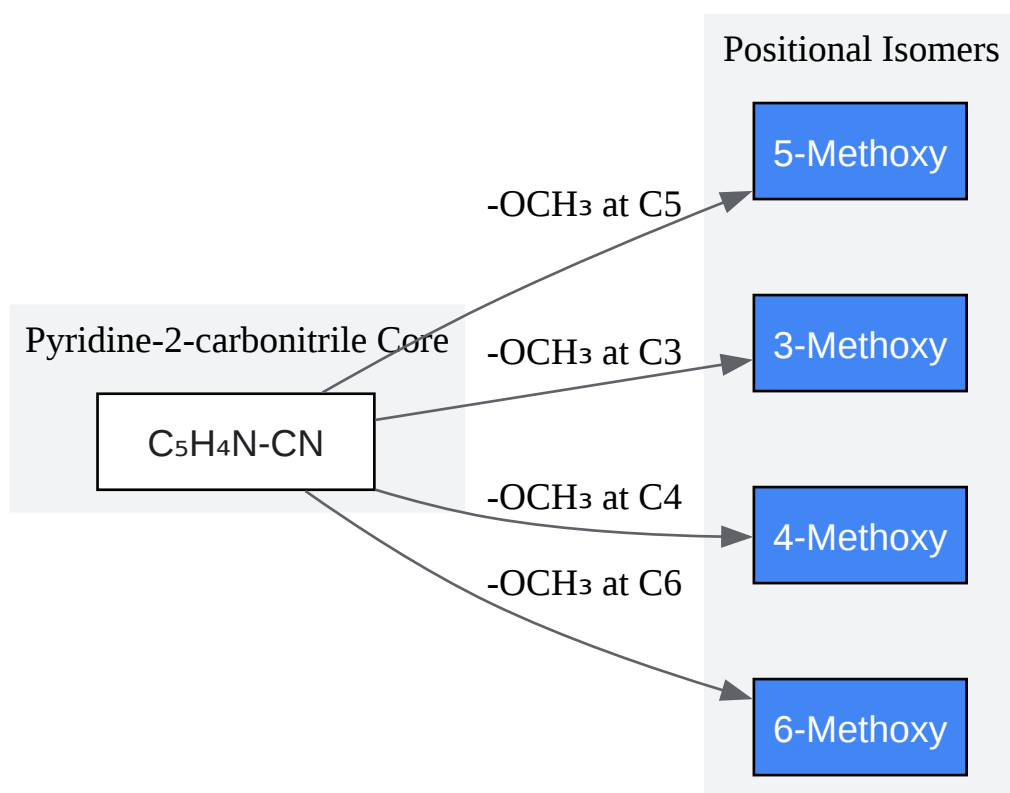 Positional Isomers
5-Methoxy
-OCH₃ at C5
Pyridine-2-carbonitrile Core
-OCH₃ at C3
3-Methoxy
C₅H₄N-CN
-OCH₃ at C4
4-Methoxy
-OCH₃ at C6
6-Methoxy